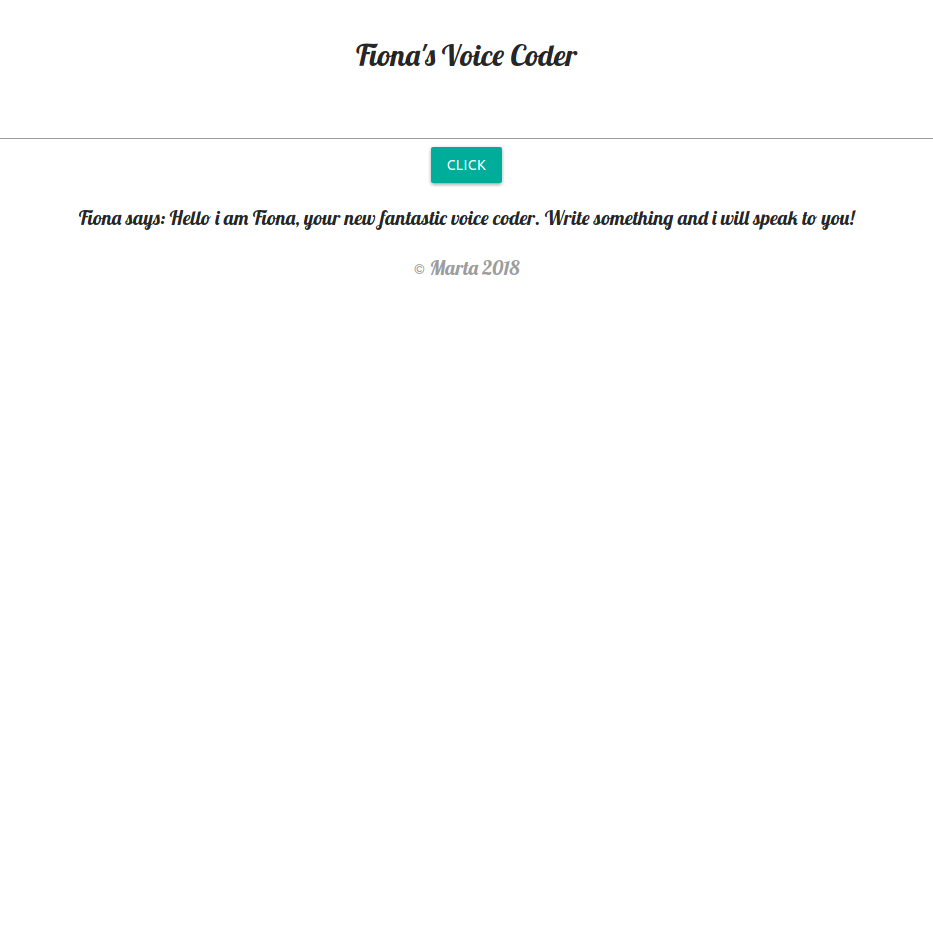 Fiona's Voice Coder
CLICK
Fiona says: Hello i am Fiona, your new fantastic voice coder. Write something and i will speak to you!
© Marta 2018